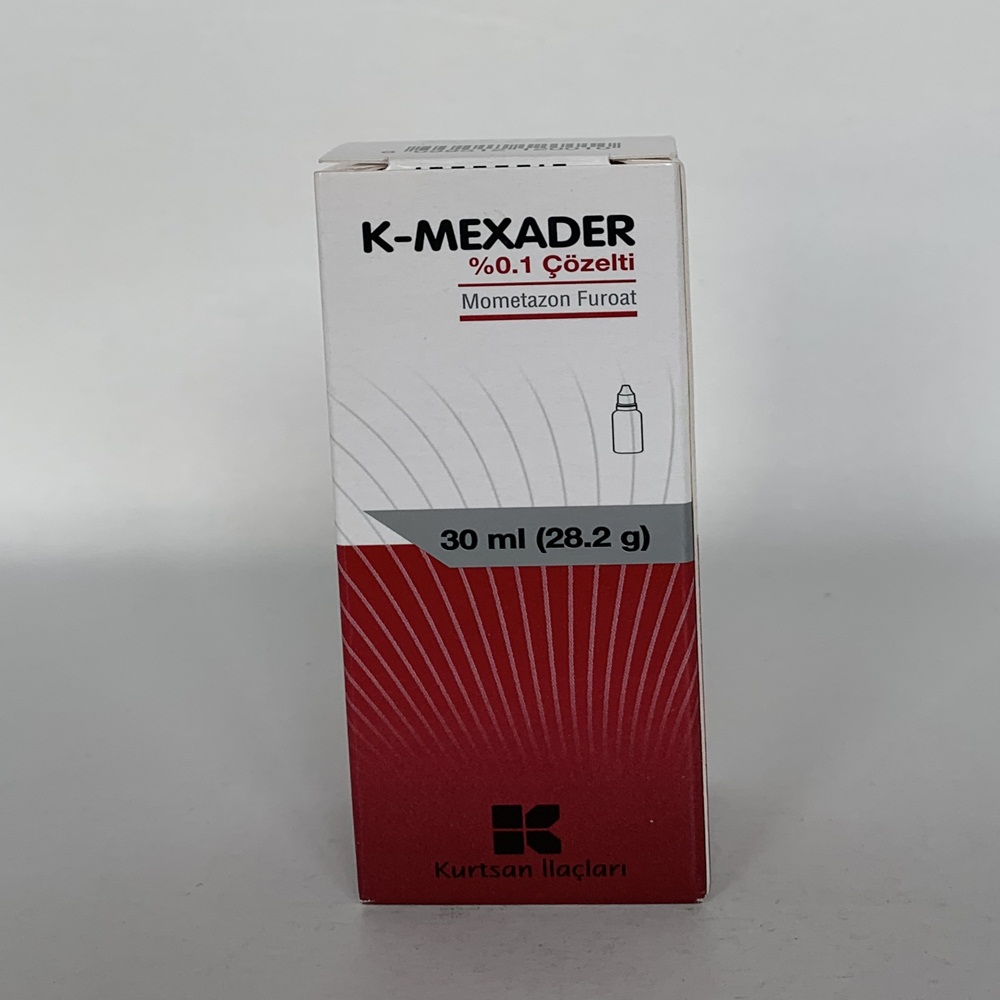 K-MEXADER
%0.1 Çözelti
Mometazon Furoat
30 ml (28.2 g)
Kurtsan İlaçları